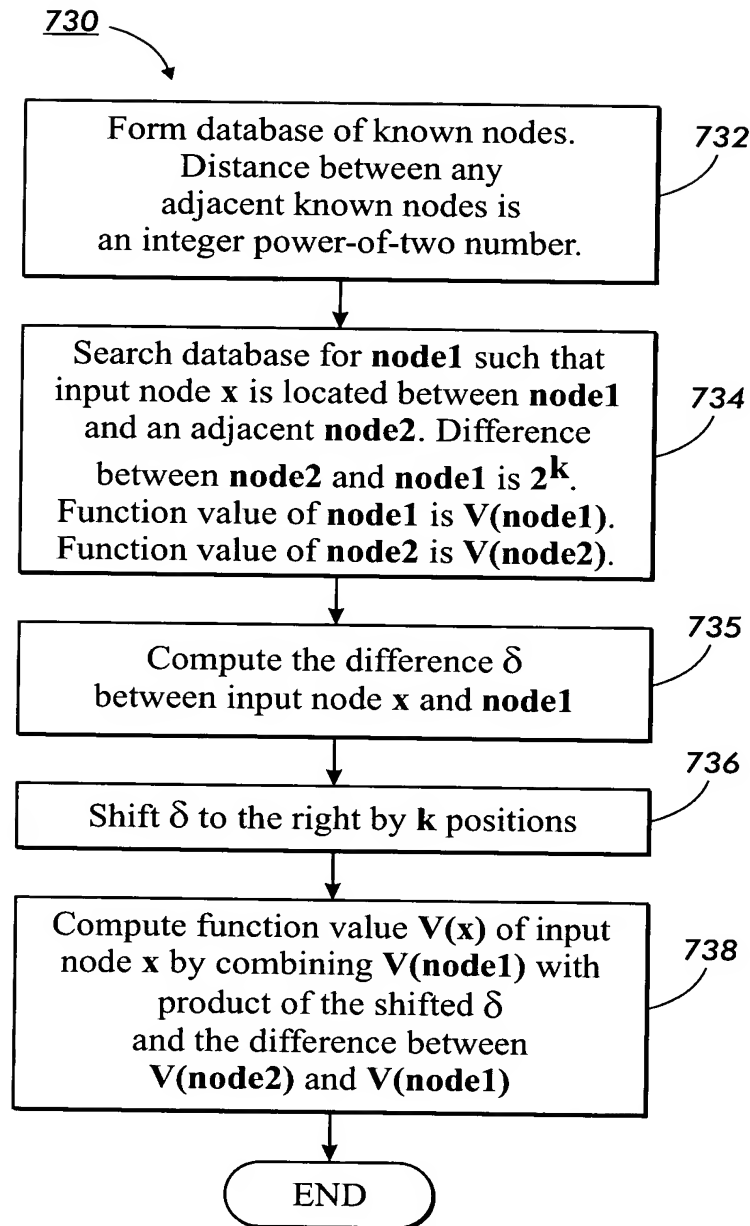 730
Form database of known nodes.
Distance between any
adjacent known nodes is
an integer power-of-two number.
732
Search database for node1 such that
input node x is located between node1
and an adjacent node2. Difference
between node2 and node1 is 2^k.
Function value of node1 is V(node1).
Function value of node2 is V(node2).
734
Compute the difference δ
between input node x and node1
735
Shift δ to the right by k positions
736
Compute function value V(x) of input
node x by combining V(node1) with
product of the shifted δ
and the difference between
V(node2) and V(node1)
738
END